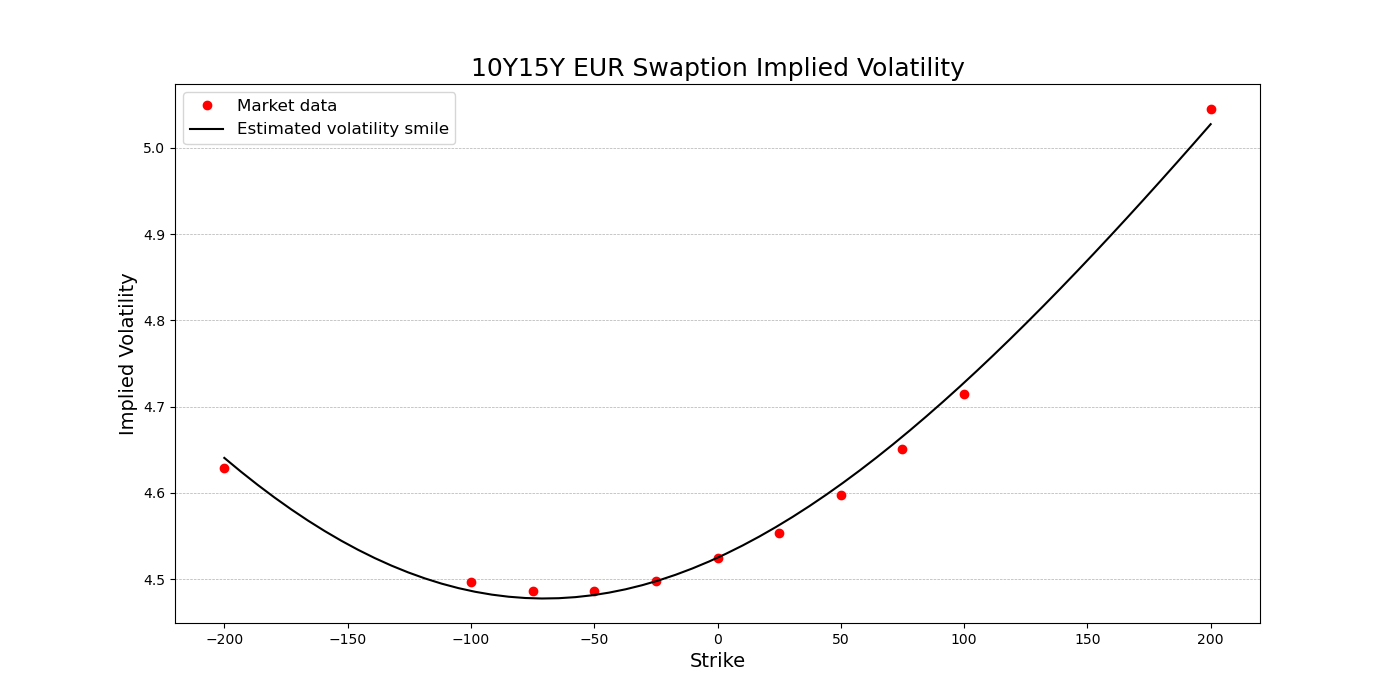 10Y15Y EUR Swaption Implied Volatility
Market data
Estimated volatility smile
Implied Volatility
5.0
4.9
4.8
4.7
4.6
4.5
−200 −150 −100 −50 0 50 100 150 200
Strike